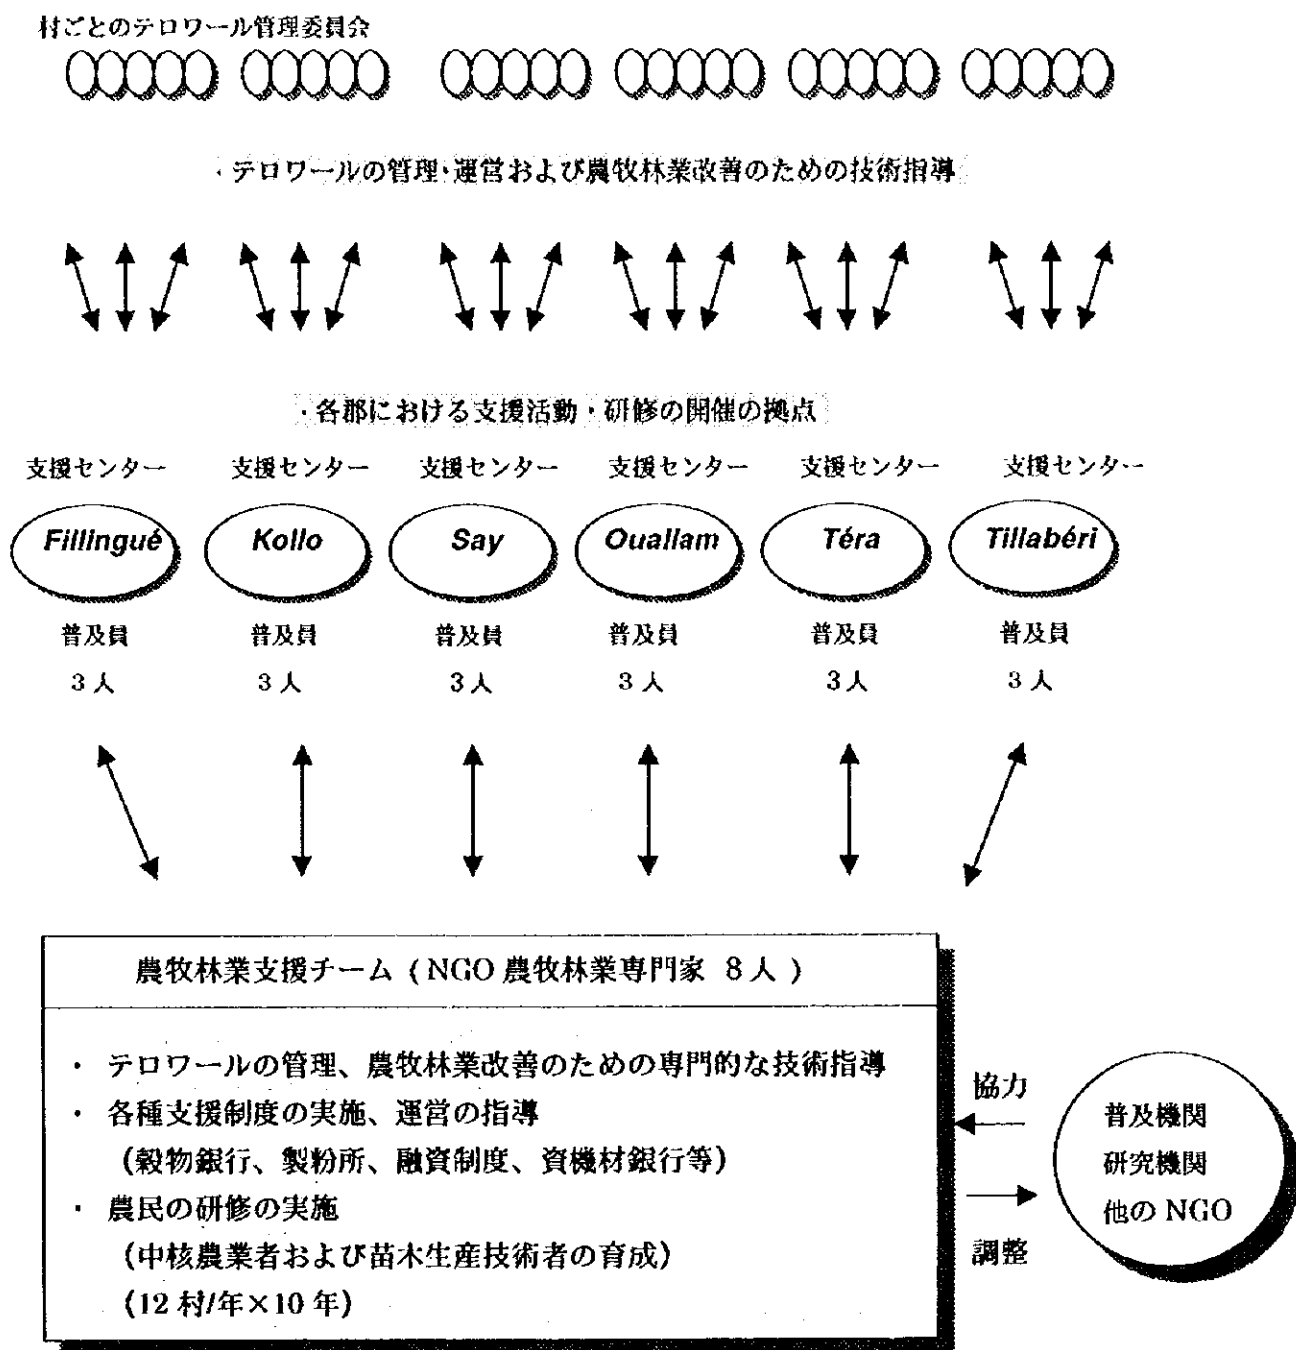 村ごとのテロワール管理委員会
・テロワールの管理・運営および農牧林業改善のための技術指導
・各郡における支援活動・研修の開催の拠点
支援センター 支援センター 支援センター 支援センター 支援センター 支援センター
Fillingué Kollo Say Ouallam Téra Tillabéri
普及員 普及員 普及員 普及員 普及員 普及員
3人 3人 3人 3人 3人 3人
農牧林業支援チーム (NGO 農牧林業専門家 8人)
・ テロワールの管理、農牧林業改善のための専門的な技術指導
・ 各種支援制度の実施、運営の指導
(穀物銀行、製粉所、融資制度、資機材銀行等)
・ 農民の研修の実施
(中核農業者および苗木生産技術者の育成)
(12 村/年×10 年)
協力
調整
普及機関
研究機関
他の NGO